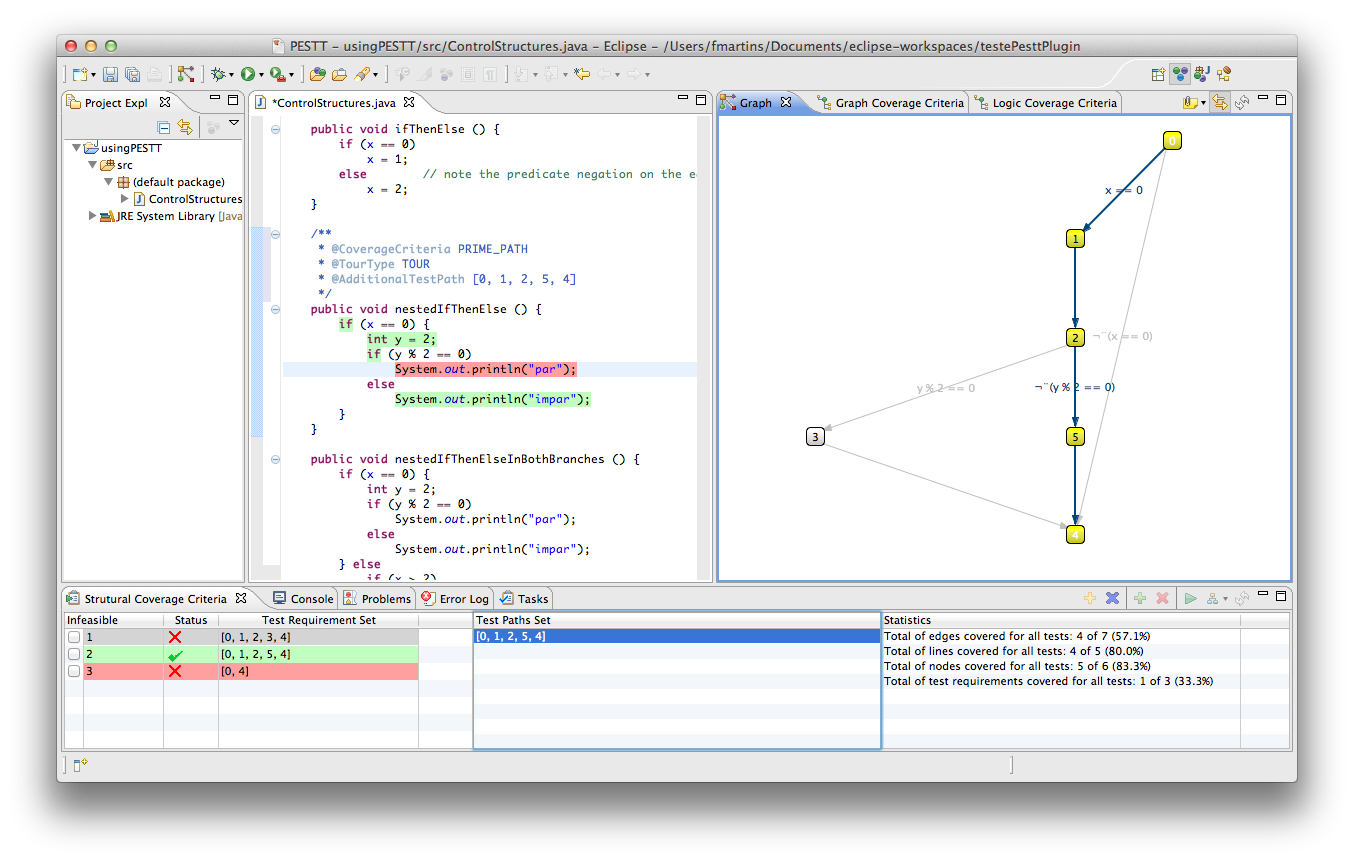 PESTT – usingPESTT/src/ControlStructures.java – Eclipse – /Users/fmartins/Documents/eclipse-workspaces/testePesttPlugin
Project Expl
usingPESTT
src
(default package)
ControlStructures
JRE System Library [Java
*ControlStructures.java
public void ifThenElse () {
if (x == 0)
x = 1;
else // note the predicate negation on the e
x = 2;
}
/**
* @CoverageCriteria PRIME_PATH
* @TourType TOUR
* @AdditionalTestPath [0, 1, 2, 5, 4]
*/
public void nestedIfThenElse () {
if (x == 0) {
int y = 2;
if (y % 2 == 0)
System.out.println("par");
else
System.out.println("impar");
}
}
public void nestedIfThenElseInBothBranches () {
if (x == 0) {
int y = 2;
if (y % 2 == 0)
System.out.println("par");
else
System.out.println("impar");
} else
if (x > 2)
Graph
Graph Coverage Criteria
Logic Coverage Criteria
0
x == 0
1
2
¬¨(x == 0)
y % 2 == 0
¬¨(y % 2 == 0)
3
5
4
Strutural Coverage Criteria
Console
Problems
Error Log
Tasks
Infeasible Status Test Requirement Set
1 [0, 1, 2, 3, 4]
2 [0, 1, 2, 5, 4]
3 [0, 4]
Test Paths Set
[0, 1, 2, 5, 4]
Statistics
Total of edges covered for all tests: 4 of 7 (57.1%)
Total of lines covered for all tests: 4 of 5 (80.0%)
Total of nodes covered for all tests: 5 of 6 (83.3%)
Total of test requirements covered for all tests: 1 of 3 (33.3%)